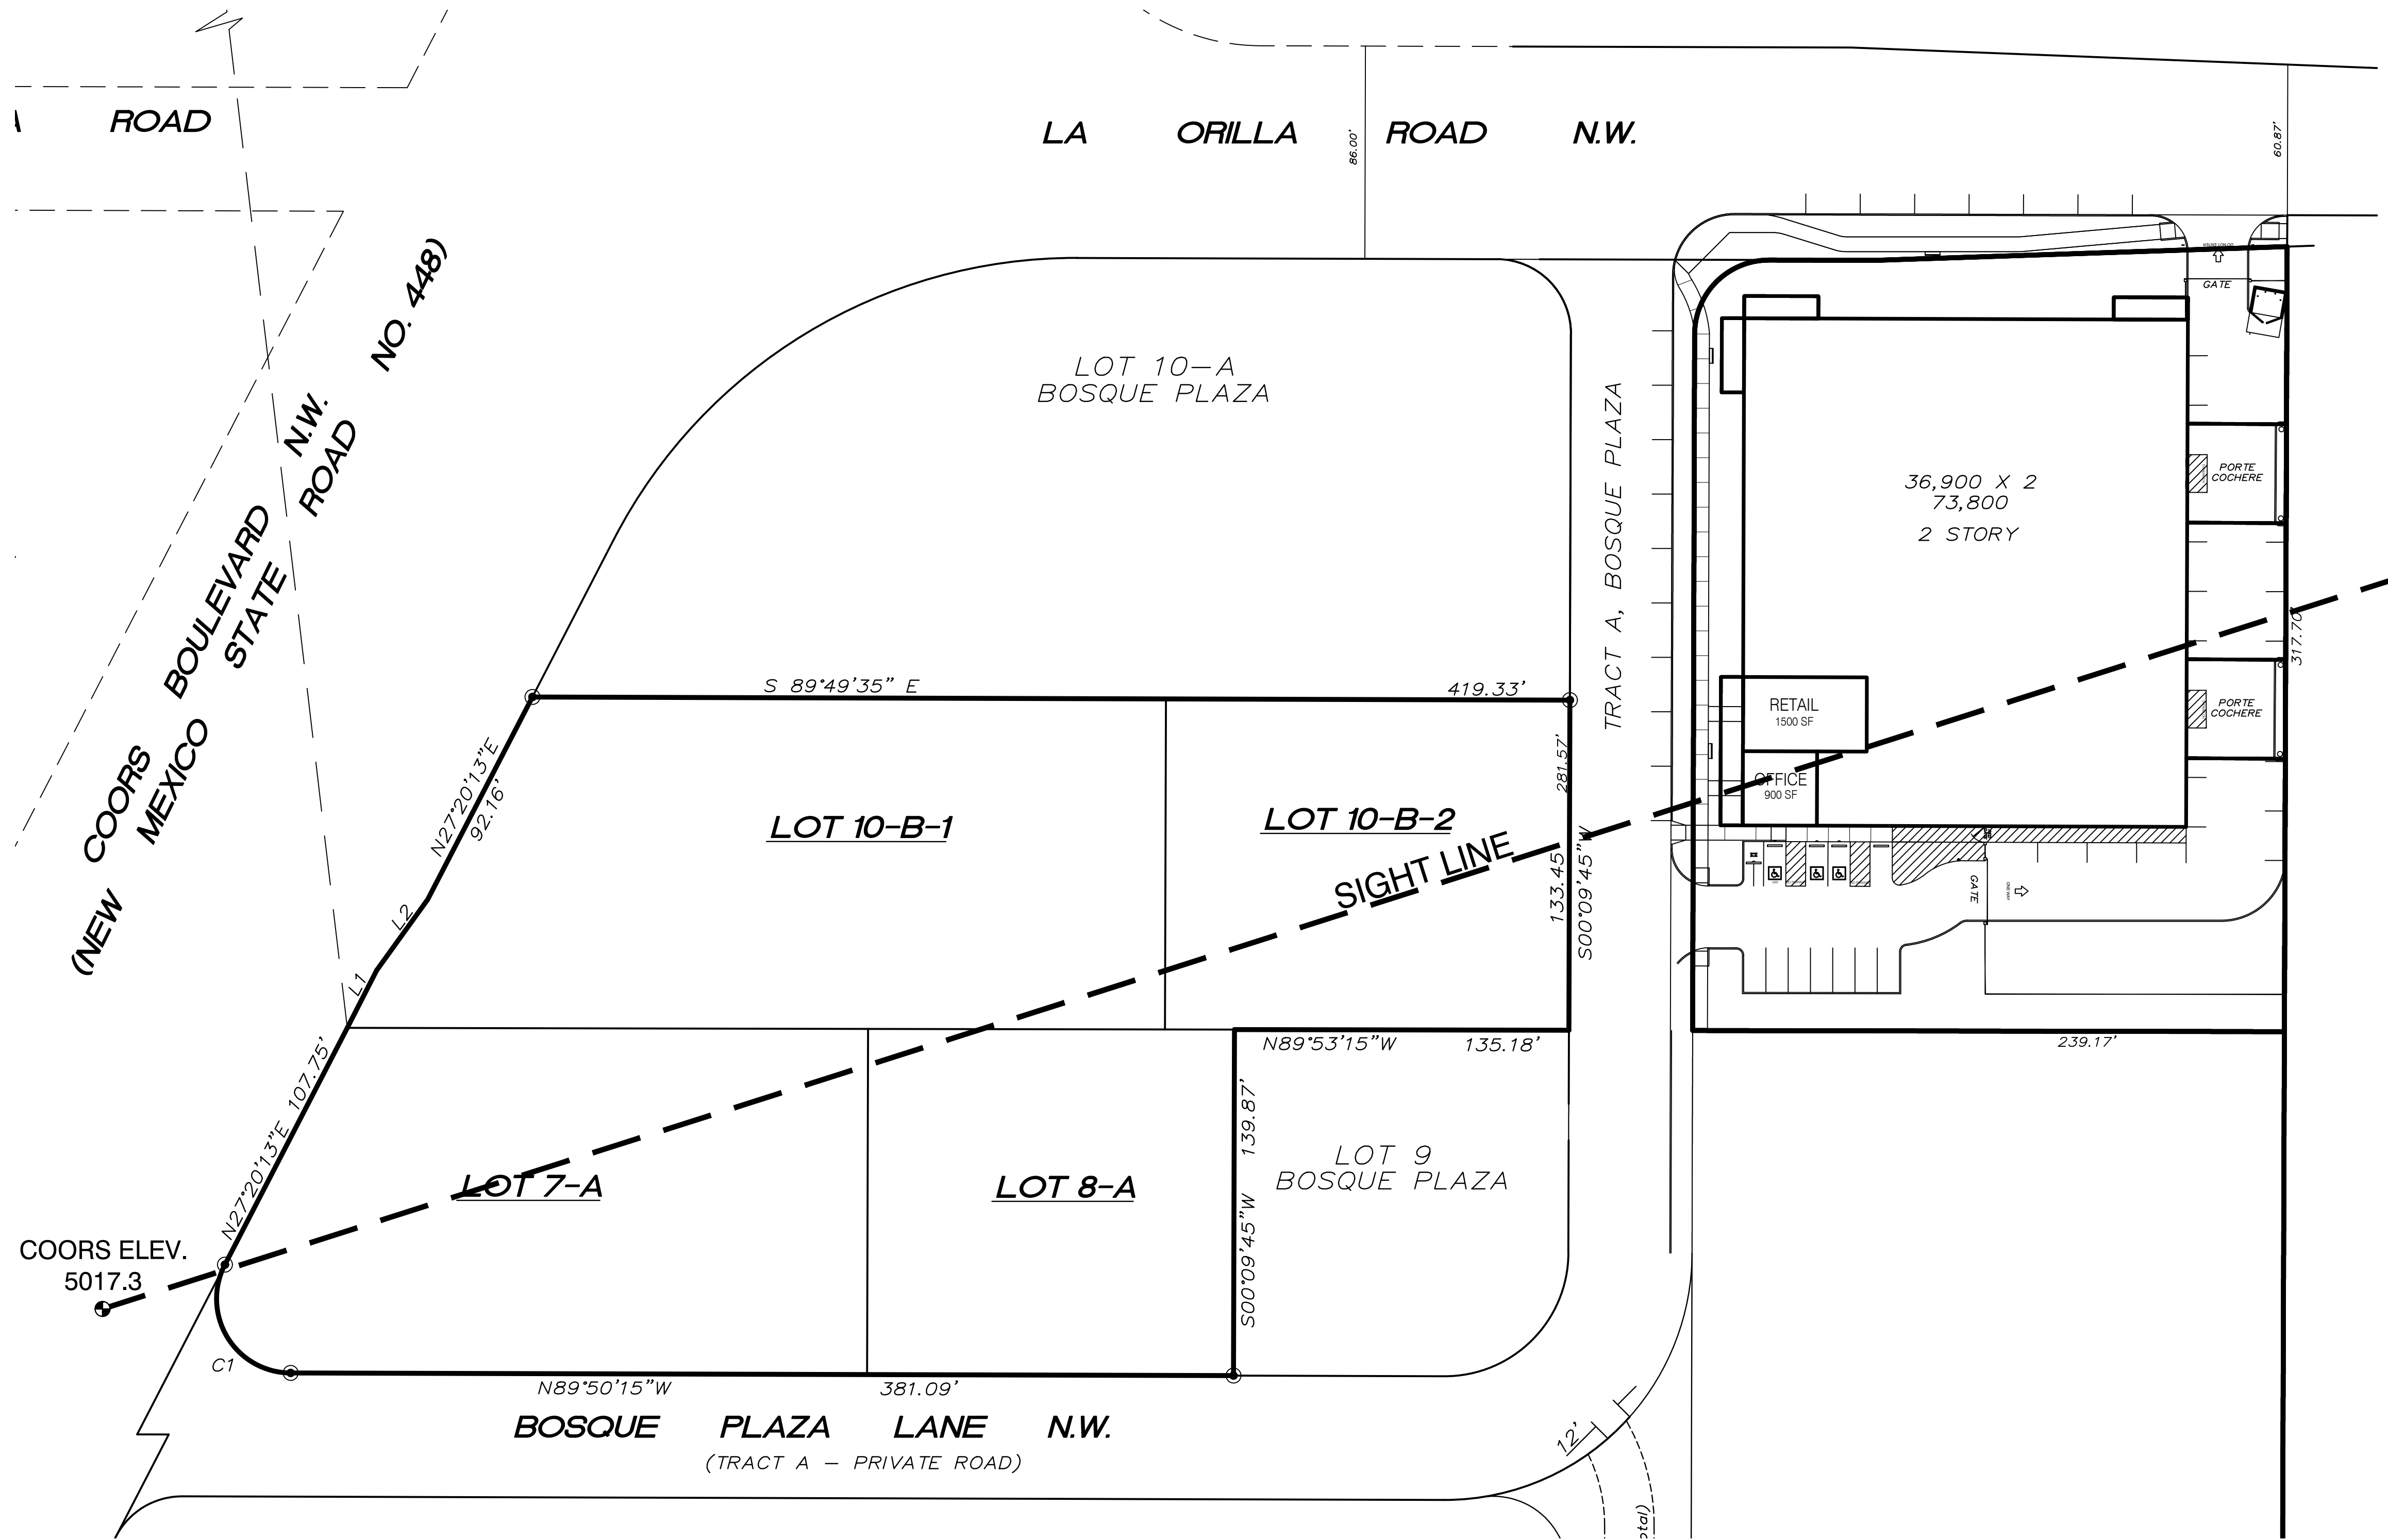 ROAD
LA ORILLA ROAD N.W.
86.00'
60.87'
(NEW COORS BOULEVARD N.W.
MEXICO STATE ROAD NO. 448)
DO NOT ENTER
GATE
LOT 10-A
BOSQUE PLAZA
TRACT A, BOSQUE PLAZA
36,900 X 2
73,800
2 STORY
PORTE
COCHERE
317.70'
PORTE
COCHERE
RETAIL
1500 SF
OFFICE
900 SF
S 89°49'35" E 419.33'
N27°20'13"E
92.16'
281.57'
LOT 10-B-1
LOT 10-B-2
SIGHT LINE
133.45'
S00°09'45"W
L2
L1
GATE
ONE WAY
N89°53'15"W 135.18'
239.17'
N27°20'13"E 107.75'
S00°09'45"W 139.87'
LOT 9
BOSQUE PLAZA
LOT 7-A
LOT 8-A
COORS ELEV.
5017.3
C1
N89°50'15"W 381.09'
BOSQUE PLAZA LANE N.W.
(TRACT A - PRIVATE ROAD)
12'